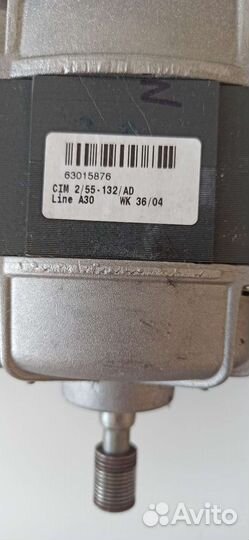 63015876
CIM 2/55-132/AD
Line A30 WK 36/04
Avito